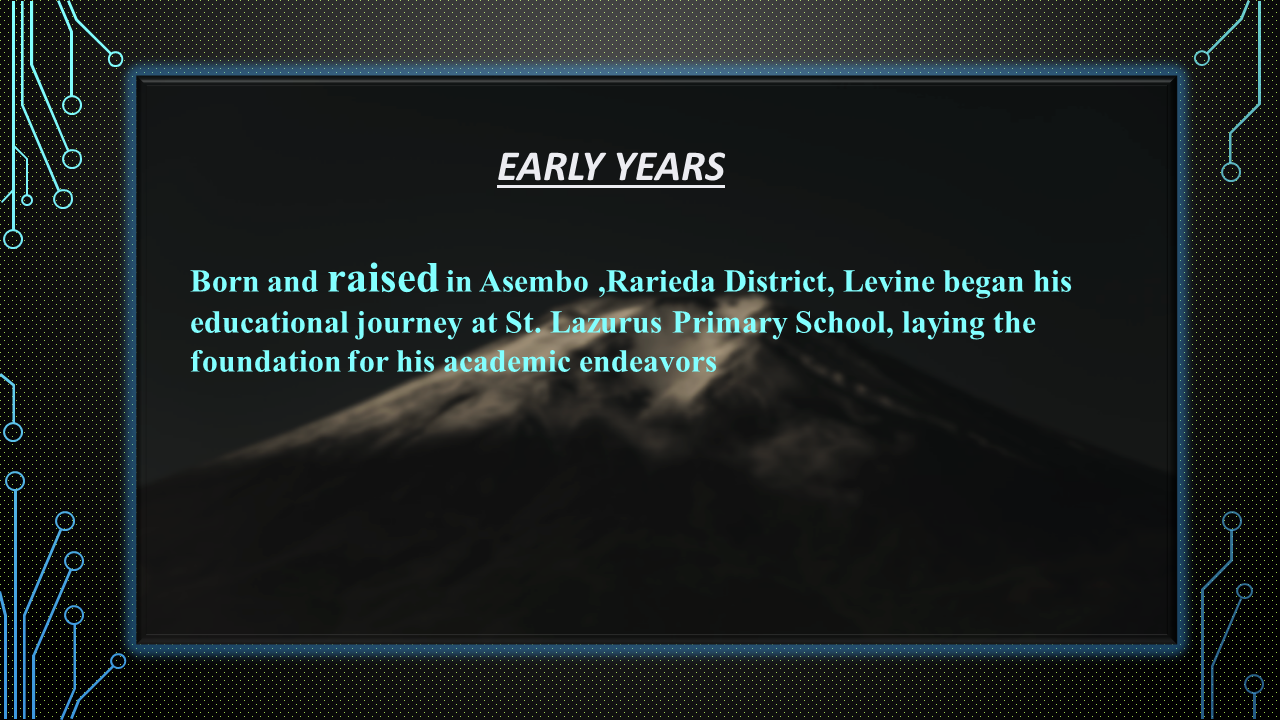 EARLY YEARS
Born and raised in Asembo ,Rarieda District, Levine began his
educational journey at St. Lazurus Primary School, laying the
foundation for his academic endeavors